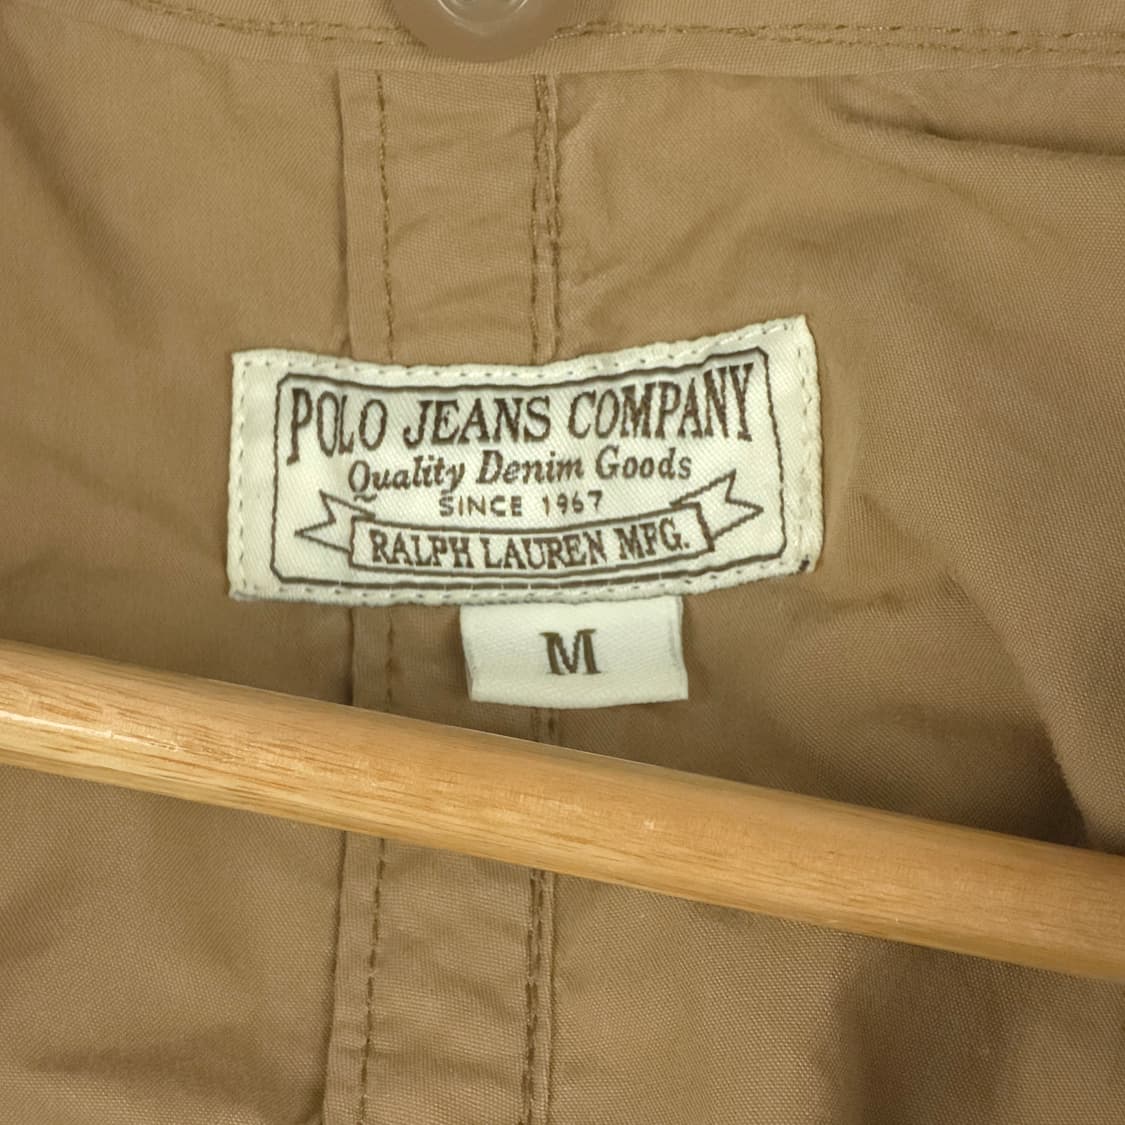 POLO JEANS COMPANY
Quality Denim Goods
SINCE 1967
RALPH LAUREN MFG.
M